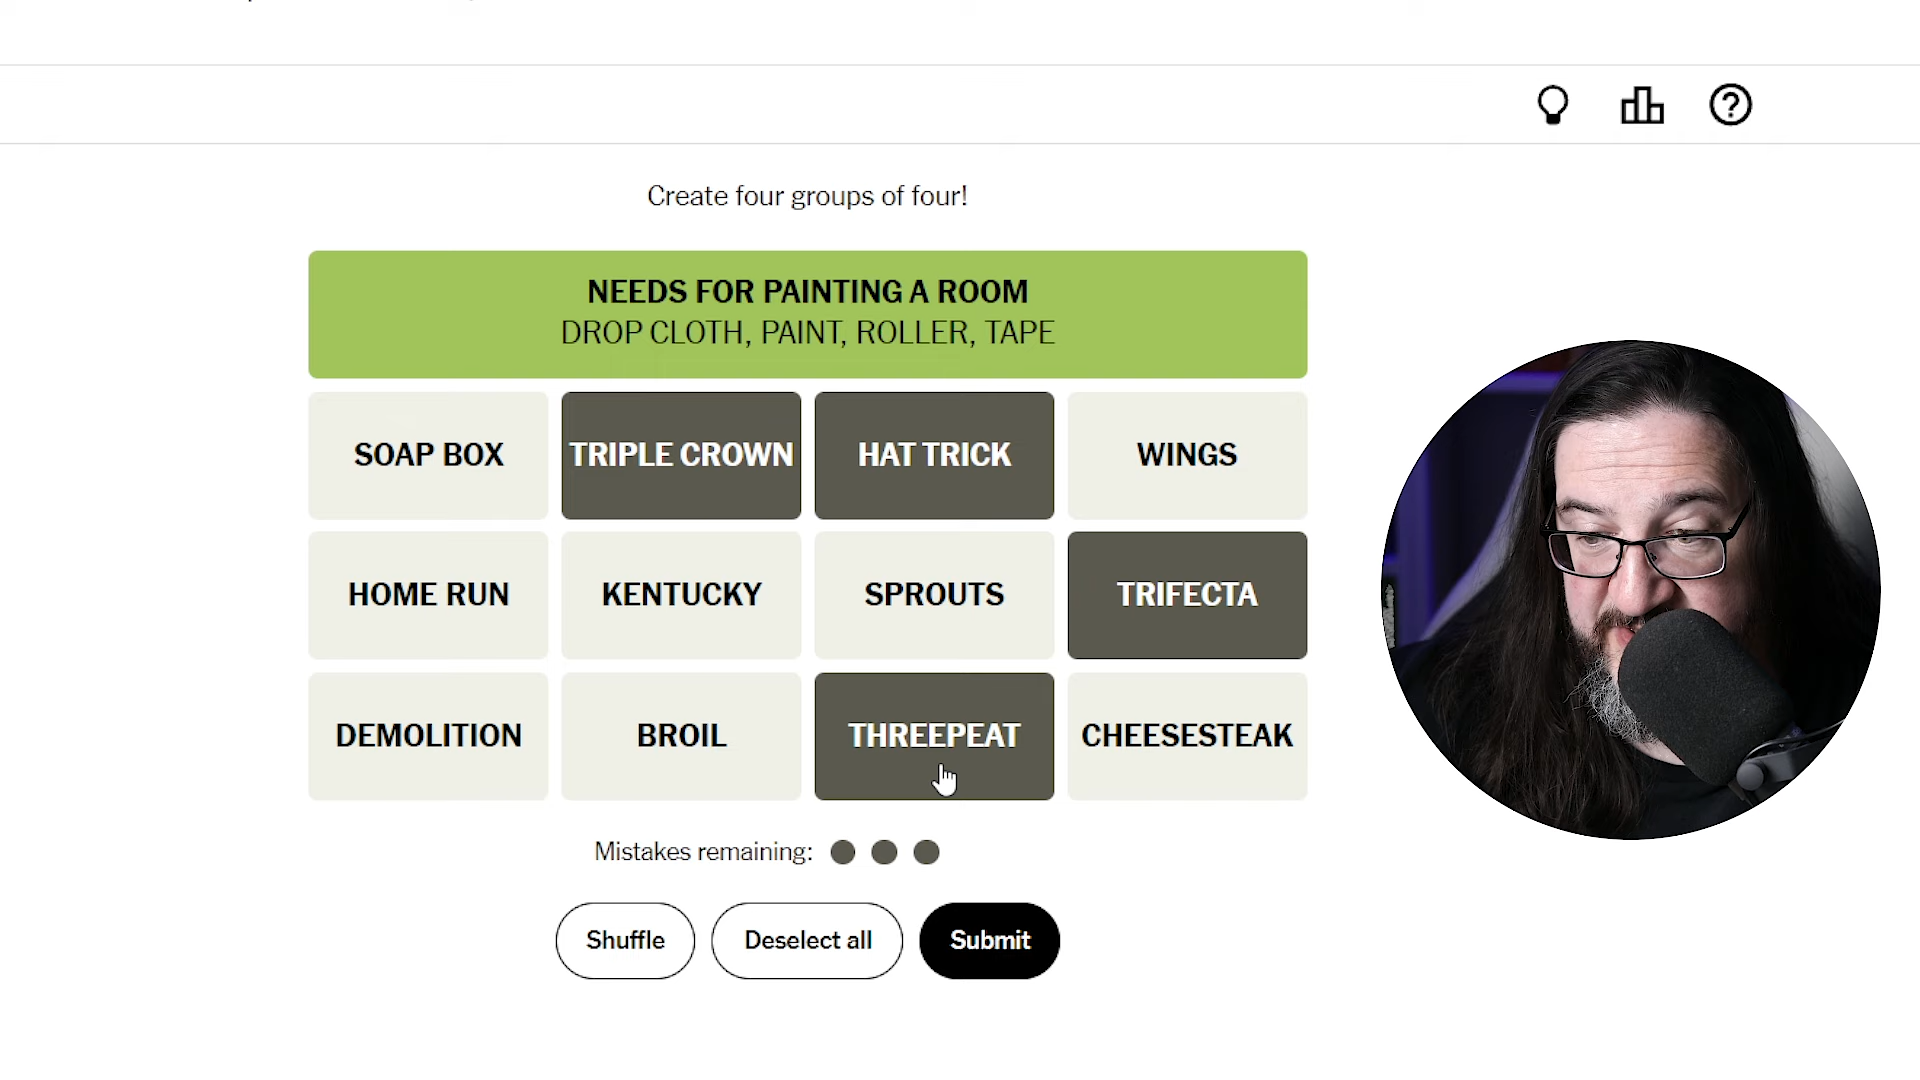 Create four groups of four!
NEEDS FOR PAINTING A ROOM
DROP CLOTH, PAINT, ROLLER, TAPE
SOAP BOX
TRIPLE CROWN
HAT TRICK
WINGS
HOME RUN
KENTUCKY
SPROUTS
TRIFECTA
DEMOLITION
BROIL
THREEPEAT
CHEESESTEAK
Mistakes remaining:
Shuffle
Deselect all
Submit